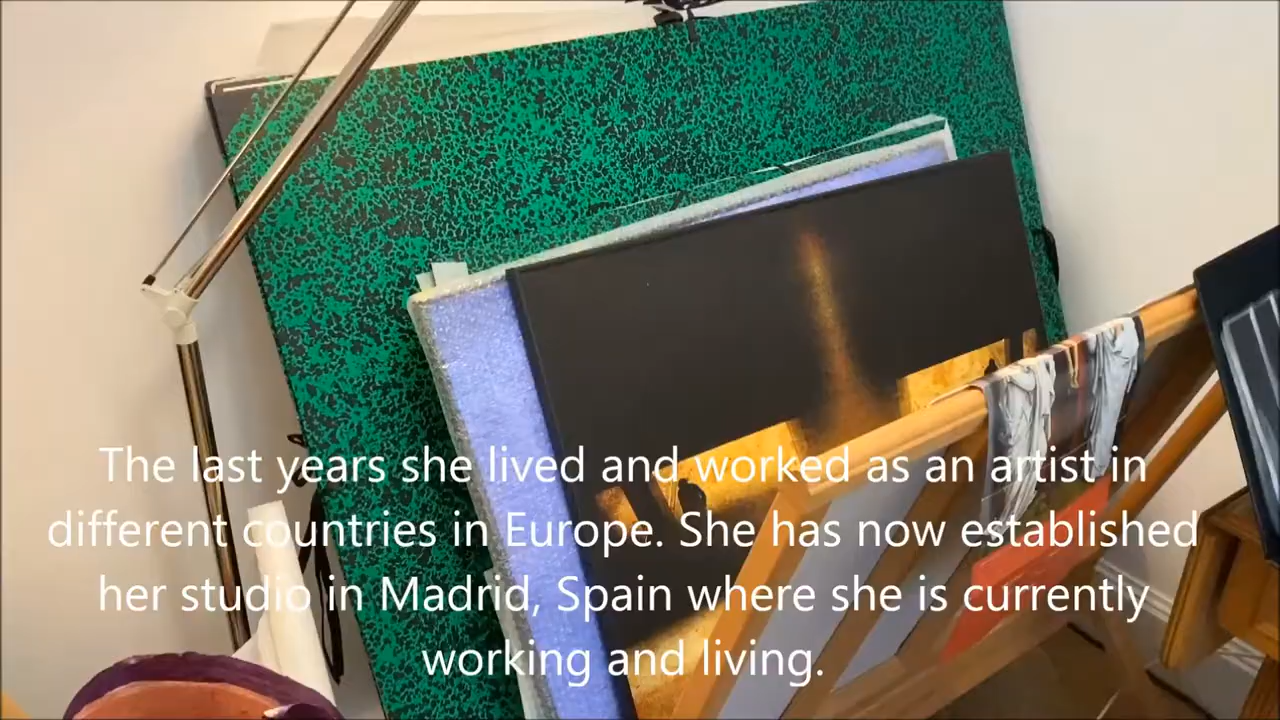 The last years she lived and worked as an artist in
different countries in Europe. She has now established
her studio in Madrid, Spain where she is currently
working and living.